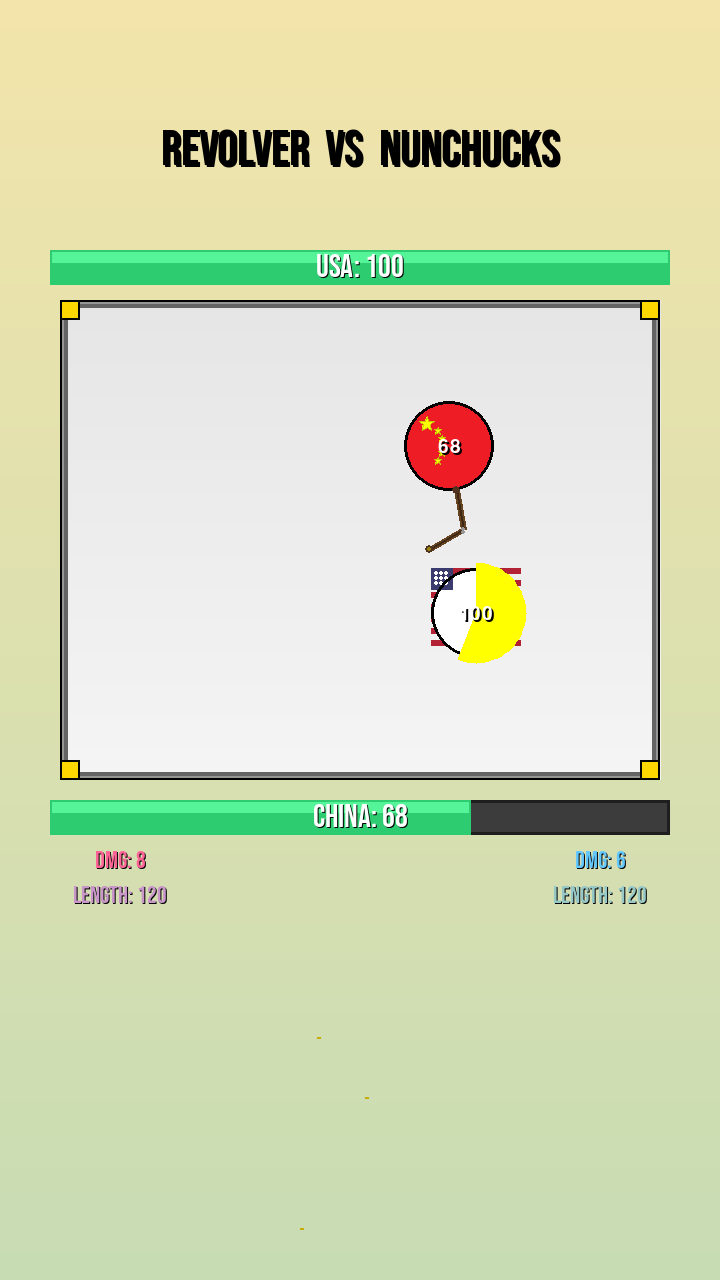 REVOLVER VS NUNCHUCKS
USA: 100
68
100
CHINA: 68
DMG: 8
DMG: 6
LENGTH: 120
LENGTH: 120